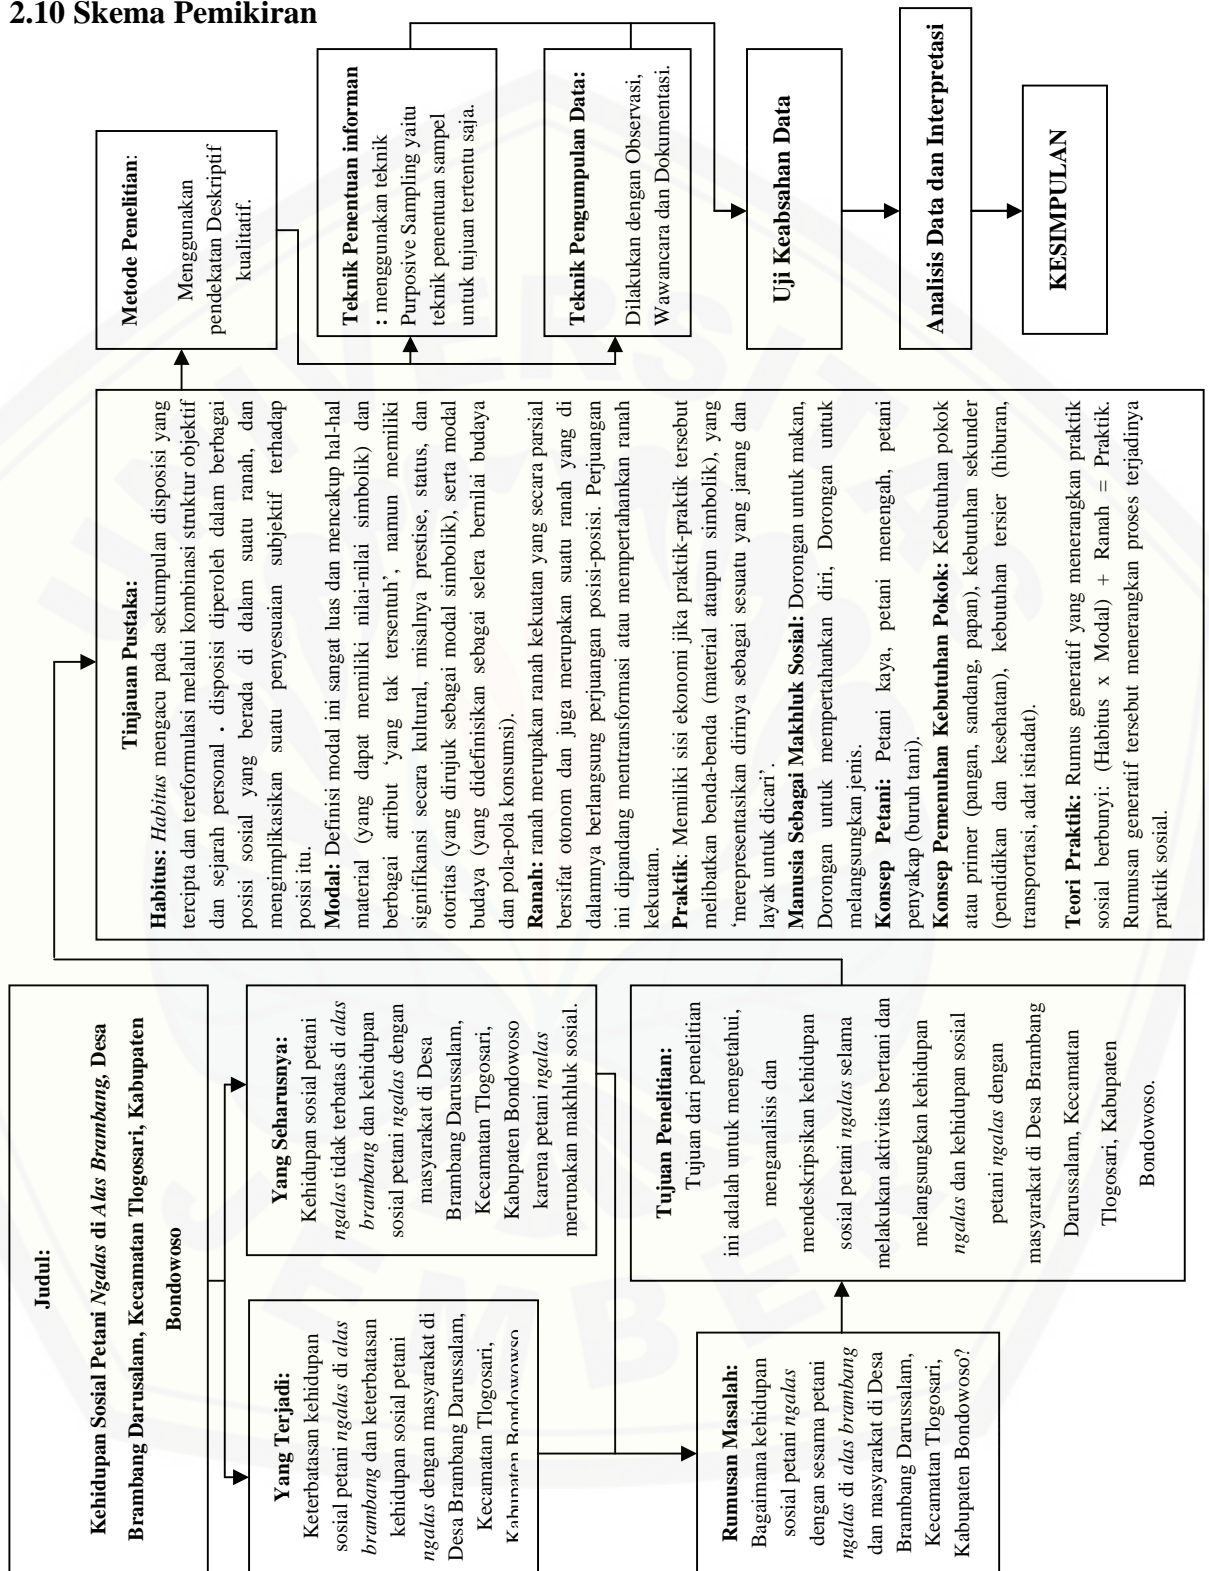 2.10 Skema Pemikiran
Judul:
Kehidupan Sosial Petani Ngalas di Alas Brambang, Desa
Brambang Darusalam, Kecamatan Tlogosari, Kabupaten
Bondowoso
Yang Terjadi:
Keterbatasan kehidupan
sosial petani ngalas di alas
brambang dan keterbatasan
kehidupan sosial petani
ngalas dengan masyarakat di
Desa Brambang Darussalam,
Kecamatan Tlogosari,
Kabupaten Bondowoso
Yang Seharusnya:
Kehidupan sosial petani
ngalas tidak terbatas di alas
brambang dan kehidupan
sosial petani ngalas dengan
masyarakat di Desa
Brambang Darussalam,
Kecamatan Tlogosari,
Kabupaten Bondowoso
karena petani ngalas
merupakan makhluk sosial.
Rumusan Masalah:
Bagaimana kehidupan
sosial petani ngalas
dengan sesama petani
ngalas di alas brambang
dan masyarakat di Desa
Brambang Darussalam,
Kecamatan Tlogosari,
Kabupaten Bondowoso?
Tujuan Penelitian:
Tujuan dari penelitian
ini adalah untuk mengetahui,
menganalisis dan
mendeskripsikan kehidupan
sosial petani ngalas selama
melakukan aktivitas bertani dan
melangsungkan kehidupan
ngalas dan kehidupan sosial
petani ngalas dengan
masyarakat di Desa Brambang
Darussalam, Kecamatan
Tlogosari, Kabupaten
Bondowoso.
Tinjauan Pustaka:
Habitus: Habitus mengacu pada sekumpulan disposisi yang
tercipta dan tereformulasi melalui kombinasi struktur objektif
dan sejarah personal . disposisi diperoleh dalam berbagai
posisi sosial yang berada di dalam suatu ranah, dan
mengimplikasikan suatu penyesuaian subjektif terhadap
posisi itu.
Modal: Definisi modal ini sangat luas dan mencakup hal-hal
material (yang dapat memiliki nilai-nilai simbolik) dan
berbagai atribut ‘yang tak tersentuh’, namun memiliki
signifikansi secara kultural, misalnya prestise, status, dan
otoritas (yang dirujuk sebagai modal simbolik), serta modal
budaya (yang didefinisikan sebagai selera bernilai budaya
dan pola-pola konsumsi).
Ranah: ranah merupakan ranah kekuatan yang secara parsial
bersifat otonom dan juga merupakan suatu ranah yang di
dalamnya berlangsung perjuangan posisi-posisi. Perjuangan
ini dipandang mentransformasi atau mempertahankan ranah
kekuatan.
Praktik: Memiliki sisi ekonomi jika praktik-praktik tersebut
melibatkan benda-benda (material ataupun simbolik), yang
‘merepresentasikan dirinya sebagai sesuatu yang jarang dan
layak untuk dicari’.
Manusia Sebagai Makhluk Sosial: Dorongan untuk makan,
Dorongan untuk mempertahankan diri, Dorongan untuk
melangsungkan jenis.
Konsep Petani: Petani kaya, petani menengah, petani
penyakap (buruh tani).
Konsep Pemenuhan Kebutuhan Pokok: Kebutuhan pokok
atau primer (pangan, sandang, papan), kebutuhan sekunder
(pendidikan dan kesehatan), kebutuhan tersier (hiburan,
transportasi, adat istiadat).
Teori Praktik: Rumus generatif yang menerangkan praktik
sosial berbunyi: (Habitus x Modal) + Ranah = Praktik.
Rumusan generatif tersebut menerangkan proses terjadinya
praktik sosial.
Metode Penelitian:
Menggunakan
pendekatan Deskriptif
kualitatif.
Teknik Penentuan informan
: menggunakan teknik
Purposive Sampling yaitu
teknik penentuan sampel
untuk tujuan tertentu saja.
Teknik Pengumpulan Data:
Dilakukan dengan Observasi,
Wawancara dan Dokumentasi.
Uji Keabsahan Data
Analisis Data dan Interpretasi
KESIMPULAN
UNIVERSITAS
JEMBER